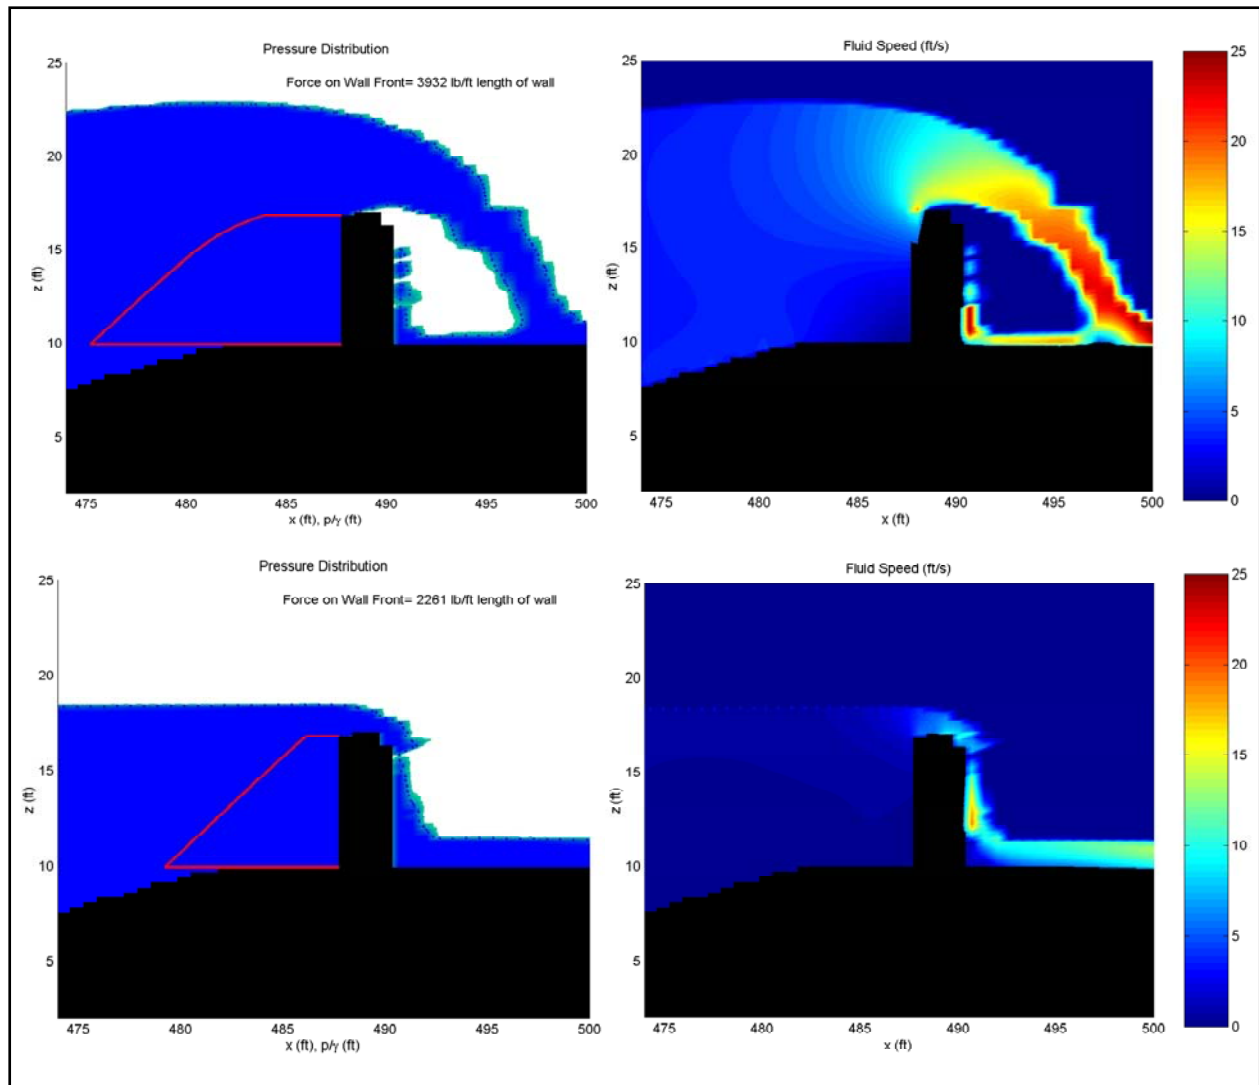 Pressure Distribution
Force on Wall Front= 3932 lb/ft length of wall
25
20
15
10
5
z (ft)
475 480 485 490 495 500
x (ft), p/γ (ft)
Fluid Speed (ft/s)
25
20
15
10
5
z (ft)
475 480 485 490 495 500
x (ft)
25
20
15
10
5
0
Pressure Distribution
Force on Wall Front= 2261 lb/ft length of wall
25
20
15
10
5
z (ft)
475 480 485 490 495 500
x (ft), p/γ (ft)
Fluid Speed (ft/s)
25
20
15
10
5
z (ft)
475 480 485 490 495 500
x (ft)
25
20
15
10
5
0